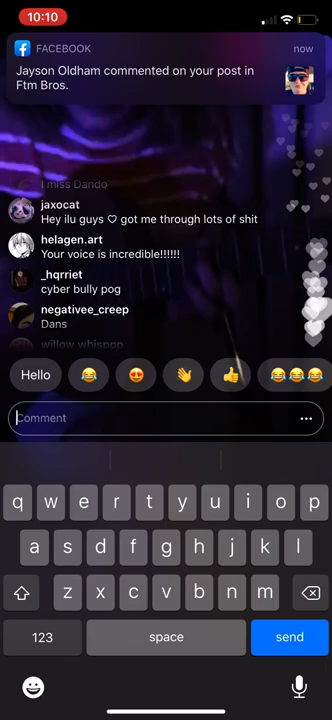 10:10
FACEBOOK
now
Jayson Oldham commented on your post in
Ftm Bros.
I miss Dando
jaxocat
Hey ilu guys ♡ got me through lots of shit
helagen.art
Your voice is incredible!!!!!!
_hqrriet
cyber bully pog
negativee_creep
Dans
willow whisppp
Hello 😂 😍 👋 👍 😂😂😂
Comment
q w e r t y u i o p
a s d f g h j k l
z x c v b n m
123 space send